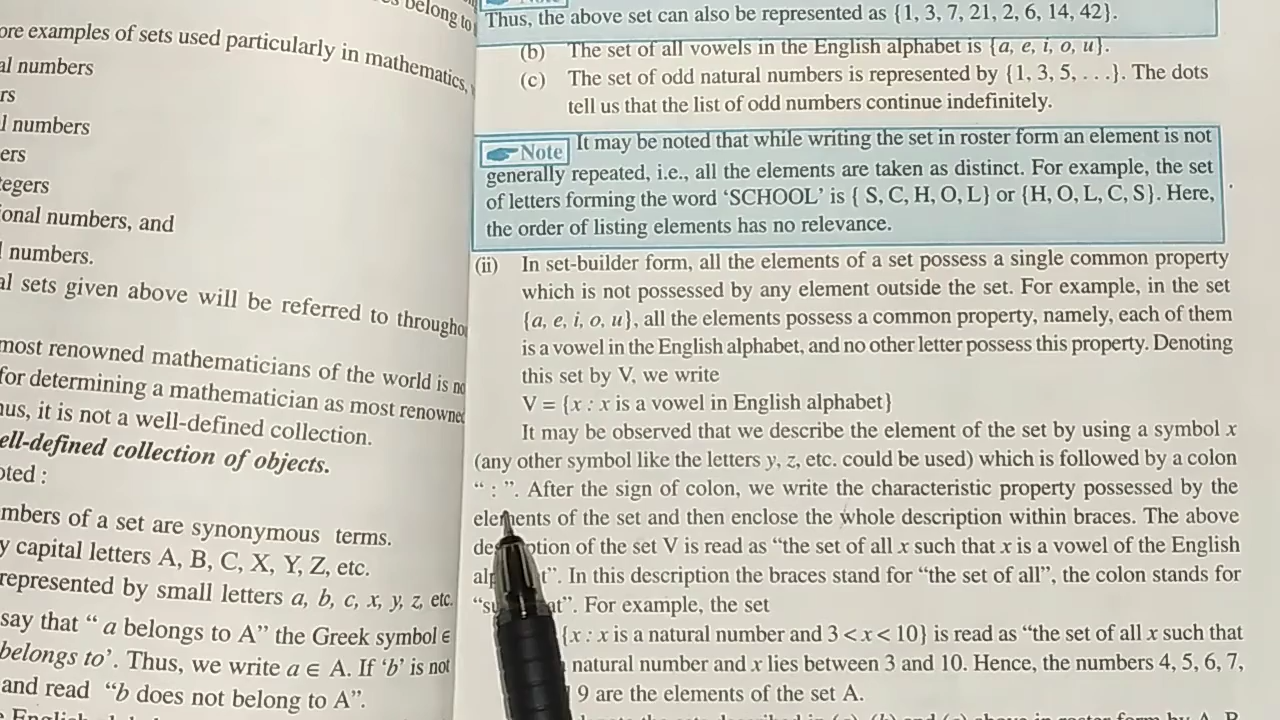 belong to
ore examples of sets used particularly in mathematics,
al numbers
rs
l numbers
ers
tegers
ional numbers, and
l numbers.
al sets given above will be referred to througho
most renowned mathematicians of the world is no
for determining a mathematician as most renowned
hus, it is not a well-defined collection.
ell-defined collection of objects.
oted :
mbers of a set are synonymous terms.
y capital letters A, B, C, X, Y, Z, etc.
represented by small letters a, b, c, x, y, z, etc.
say that “ a belongs to A” the Greek symbol ∈
belongs to’. Thus, we write a ∈ A. If ‘b’ is not
and read “b does not belong to A”.
Thus, the above set can also be represented as {1, 3, 7, 21, 2, 6, 14, 42}.
(b) The set of all vowels in the English alphabet is {a, e, i, o, u}.
(c) The set of odd natural numbers is represented by {1, 3, 5, . . .}. The dots
tell us that the list of odd numbers continue indefinitely.
Note It may be noted that while writing the set in roster form an element is not
generally repeated, i.e., all the elements are taken as distinct. For example, the set
of letters forming the word ‘SCHOOL’ is { S, C, H, O, L} or {H, O, L, C, S}. Here,
the order of listing elements has no relevance.
(ii) In set-builder form, all the elements of a set possess a single common property
which is not possessed by any element outside the set. For example, in the set
{a, e, i, o, u}, all the elements possess a common property, namely, each of them
is a vowel in the English alphabet, and no other letter possess this property. Denoting
this set by V, we write
V = {x : x is a vowel in English alphabet}
It may be observed that we describe the element of the set by using a symbol x
(any other symbol like the letters y, z, etc. could be used) which is followed by a colon
“ : ”. After the sign of colon, we write the characteristic property possessed by the
elements of the set and then enclose the whole description within braces. The above
ption of the set V is read as “the set of all x such that x is a vowel of the English
t”. In this description the braces stand for “the set of all”, the colon stands for
at”. For example, the set
{x : x is a natural number and 3 < x < 10} is read as “the set of all x such that
natural number and x lies between 3 and 10. Hence, the numbers 4, 5, 6, 7,
9 are the elements of the set A.